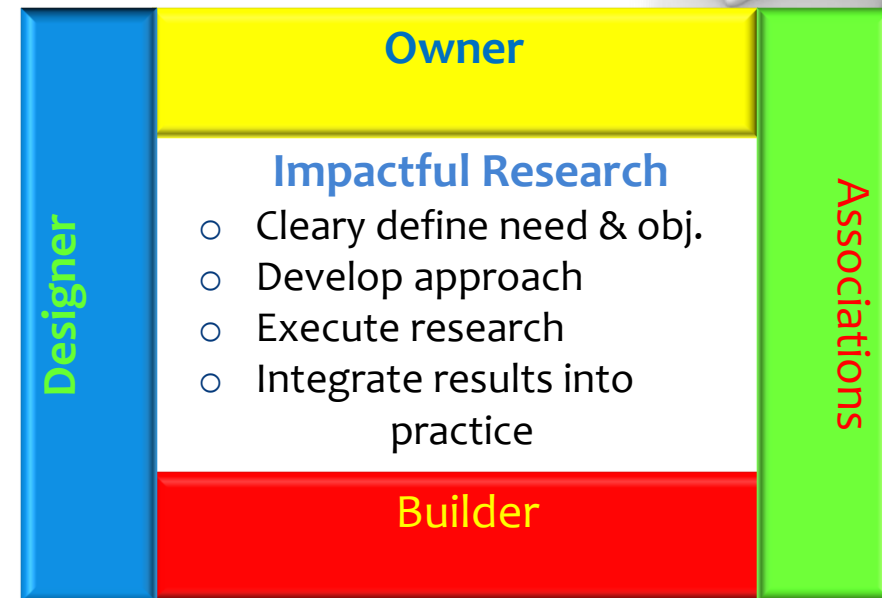 Owner
Designer
Impactful Research
o Cleary define need & obj.
o Develop approach
o Execute research
o Integrate results into
practice
Associations
Builder